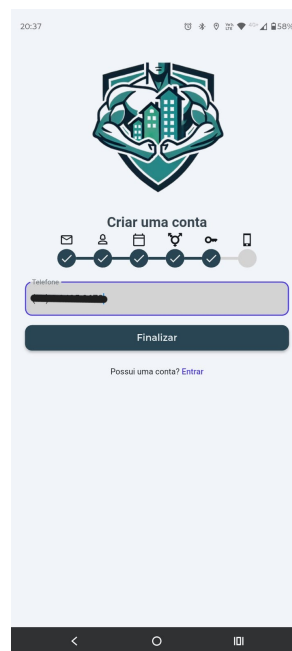 20:37
58%
Criar uma conta
Telefone
Finalizar
Possui uma conta? Entrar